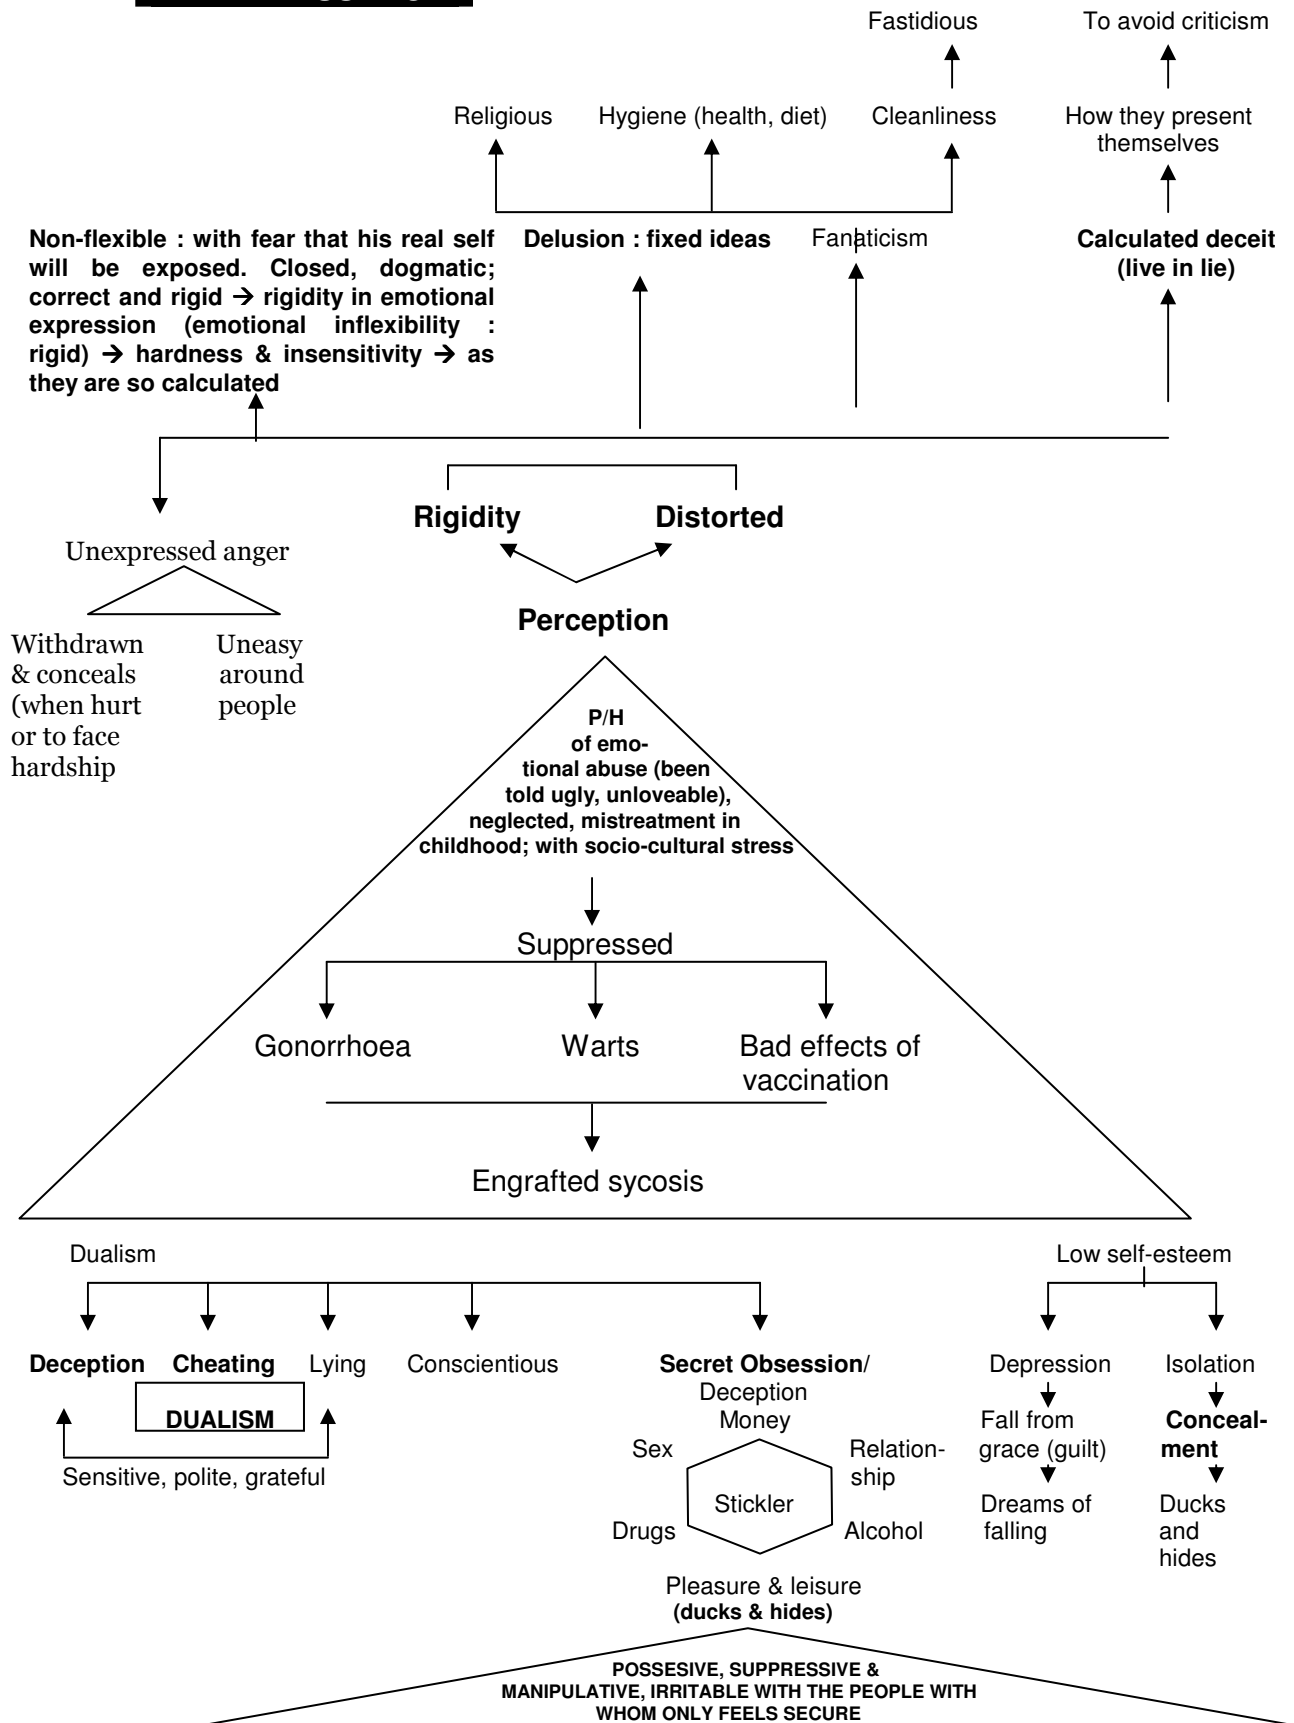 Fastidious
To avoid criticism
Religious
Hygiene (health, diet)
Cleanliness
How they present
themselves
Non-flexible : with fear that his real self
will be exposed. Closed, dogmatic;
correct and rigid → rigidity in emotional
expression (emotional inflexibility :
rigid) → hardness & insensitivity → as
they are so calculated
Delusion : fixed ideas
Fanaticism
Calculated deceit
(live in lie)
Rigidity
Distorted
Unexpressed anger
Perception
Withdrawn
& conceals
(when hurt
or to face
hardship
Uneasy
around
people
P/H
of emo-
tional abuse (been
told ugly, unloveable),
neglected, mistreatment in
childhood; with socio-cultural stress
Suppressed
Gonorrhoea
Warts
Bad effects of
vaccination
Engrafted sycosis
Dualism
Low self-esteem
Deception
Cheating
Lying
Conscientious
Secret Obsession/
Deception
Money
Depression
Isolation
DUALISM
Sensitive, polite, grateful
Sex
Relation-
ship
Stickler
Drugs
Alcohol
Fall from
grace (guilt)
Dreams of
falling
Conceal-
ment
Ducks
and
hides
Pleasure & leisure
(ducks & hides)
POSSESIVE, SUPPRESSIVE &
MANIPULATIVE, IRRITABLE WITH THE PEOPLE WITH
WHOM ONLY FEELS SECURE